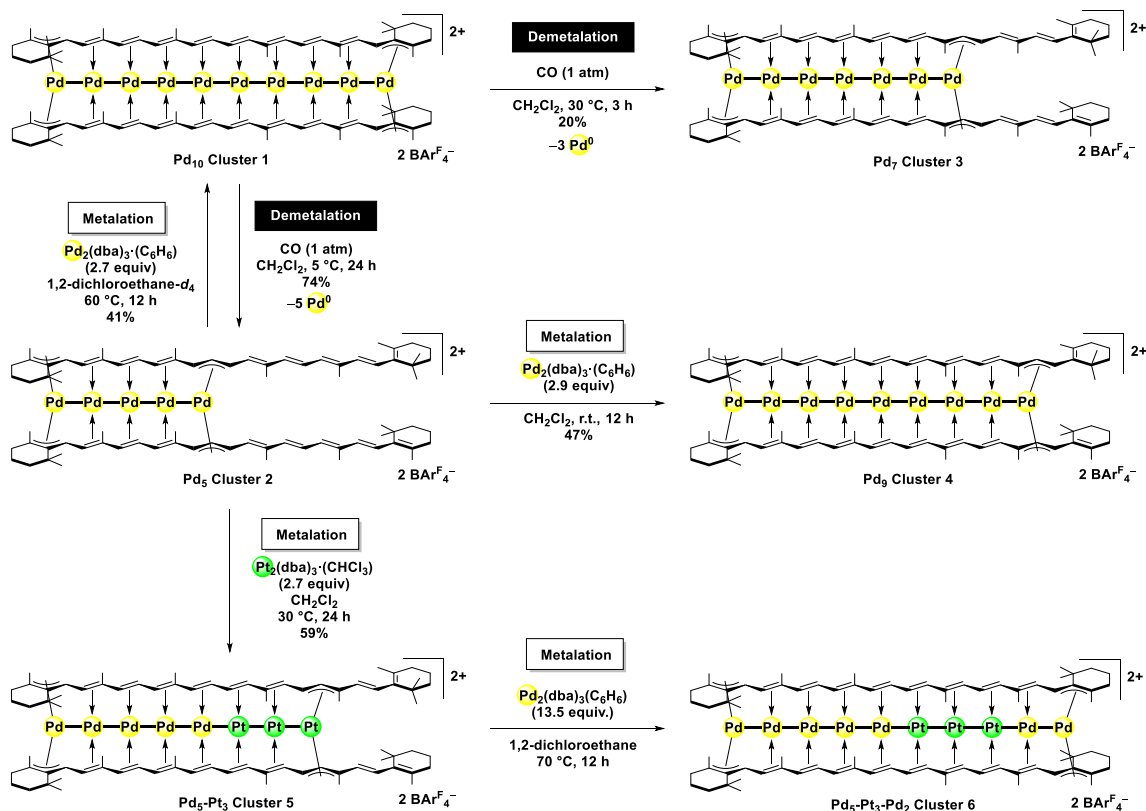 2+
Pd Pd Pd Pd Pd Pd Pd Pd Pd Pd
2 BArF4−
Pd10 Cluster 1
Demetalation
CO (1 atm)
CH2Cl2, 30 °C, 3 h
20%
−3 Pd0
2+
Pd Pd Pd Pd Pd Pd Pd
2 BArF4−
Pd7 Cluster 3
Metalation
Pd2(dba)3·(C6H6)
(2.7 equiv)
1,2-dichloroethane-d4
60 °C, 12 h
41%
Demetalation
CO (1 atm)
CH2Cl2, 5 °C, 24 h
74%
−5 Pd0
2+
Pd Pd Pd Pd Pd
2 BArF4−
Pd5 Cluster 2
Metalation
Pd2(dba)3·(C6H6)
(2.9 equiv)
CH2Cl2, r.t., 12 h
47%
2+
Pd Pd Pd Pd Pd Pd Pd Pd Pd
2 BArF4−
Pd9 Cluster 4
Metalation
Pt2(dba)3·(CHCl3)
(2.7 equiv)
CH2Cl2
30 °C, 24 h
59%
2+
Pd Pd Pd Pd Pd Pt Pt Pt
2 BArF4−
Pd5-Pt3 Cluster 5
Metalation
Pd2(dba)3(C6H6)
(13.5 equiv.)
1,2-dichloroethane
70 °C, 12 h
2+
Pd Pd Pd Pd Pd Pt Pt Pt Pd Pd
2 BArF4−
Pd5-Pt3-Pd2 Cluster 6